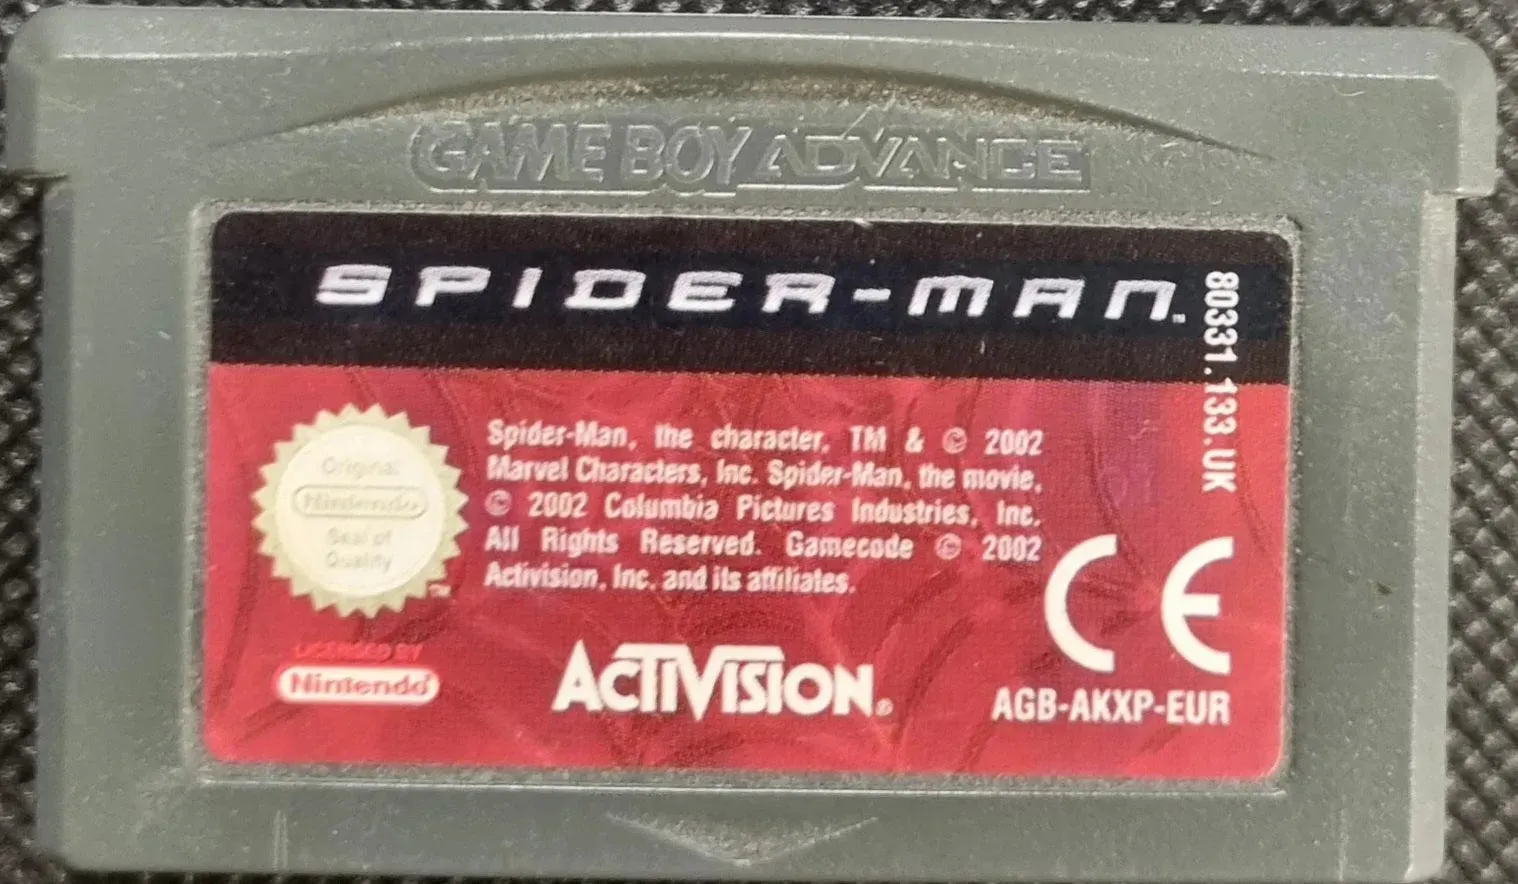 GAME BOY ADVANCE
SPIDER-MAN
80331.133.UK
Original
Nintendo
Seal of
Quality
TM
Spider-Man, the character, TM & © 2002
Marvel Characters, Inc. Spider-Man, the movie,
© 2002 Columbia Pictures Industries, Inc.
All Rights Reserved. Gamecode © 2002
Activision, Inc. and its affiliates.
LICENSED BY
Nintendo
ACTIVISION®
CE
AGB-AKXP-EUR